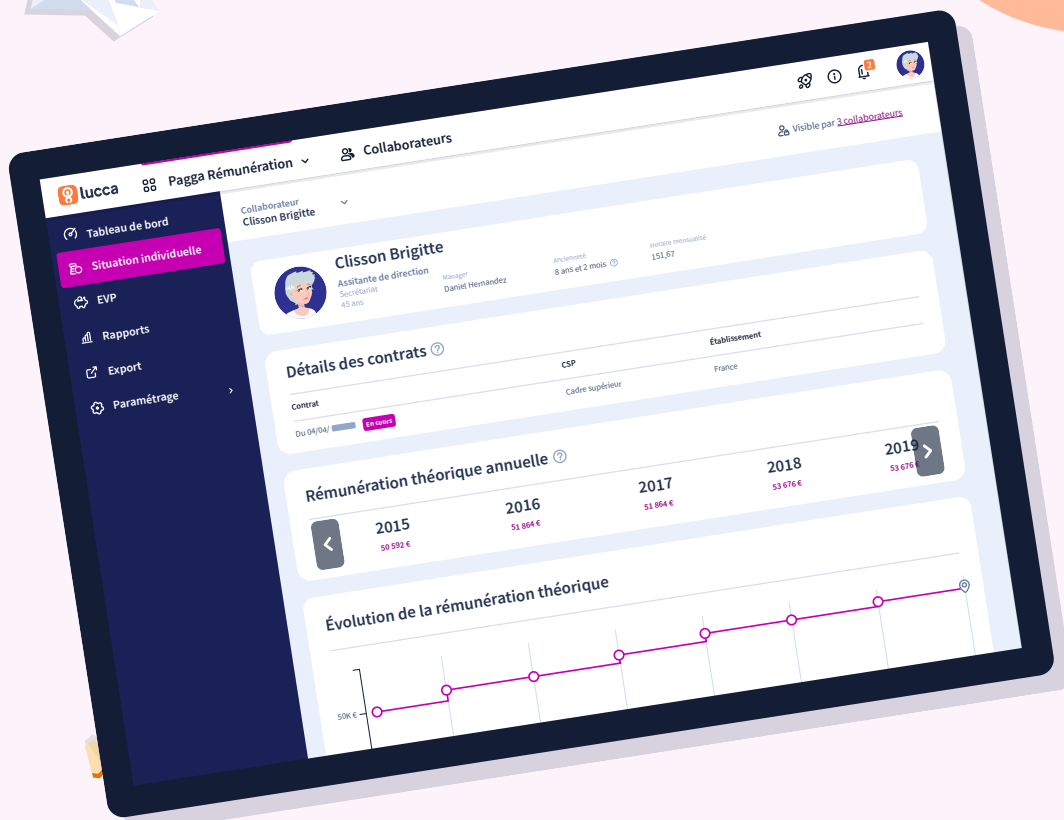 lucca
Pagga Rémunération
Collaborateurs
2
Tableau de bord
Situation individuelle
EVP
Rapports
Export
Paramétrage
Collaborateur
Clisson Brigitte
Visible par 3 collaborateurs
Clisson Brigitte
Assitante de direction
Secrétariat
45 ans
Manager
Daniel Hernandez
Ancienneté
8 ans et 2 mois ?
Horaire mensualisé
151,67
Détails des contrats ?
Contrat
CSP
Établissement
Du 04/04/
En cours
Cadre supérieur
France
Rémunération théorique annuelle ?
2015
50 592 €
2016
51 864 €
2017
51 864 €
2018
53 676 €
2019
53 676 €
Évolution de la rémunération théorique
50K €